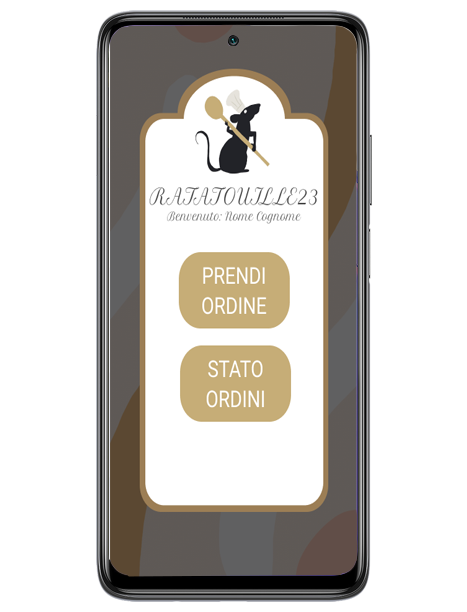 RATATOUILLE23
Benvenuto: Nome Cognome
PRENDI
ORDINE
STATO
ORDINI